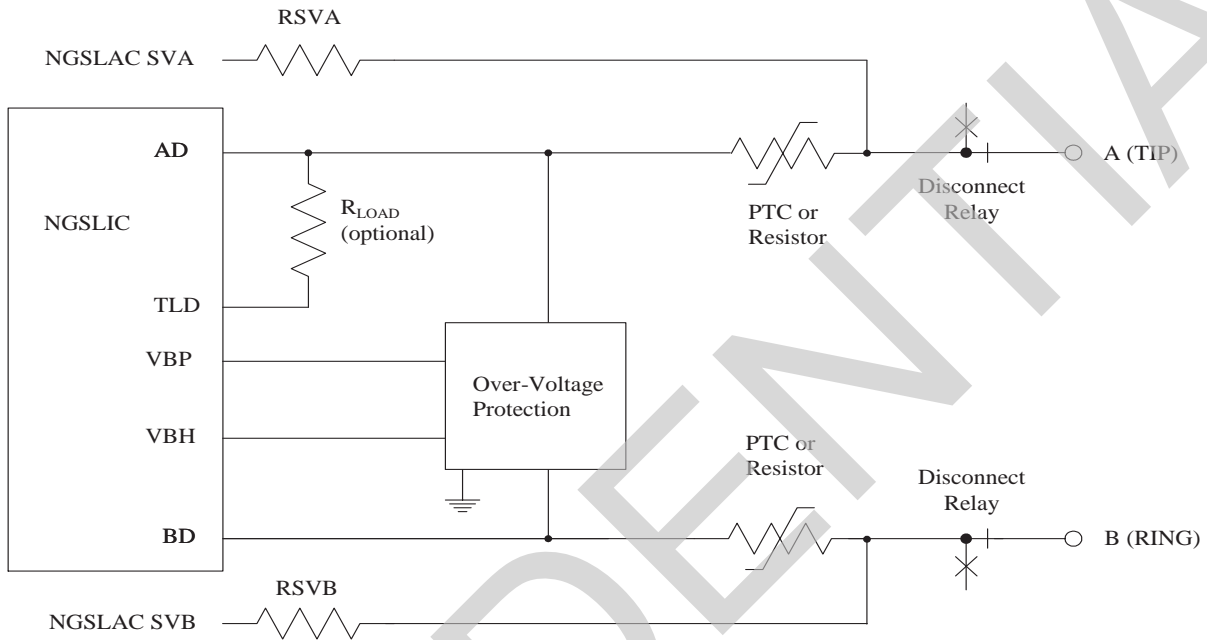 RSVA
NGSLAC SVA
AD
A (TIP)
Disconnect
Relay
PTC or
Resistor
NGSLIC
RLOAD
(optional)
TLD
VBP
Over-Voltage
Protection
VBH
PTC or
Resistor
Disconnect
Relay
BD
B (RING)
RSVB
NGSLAC SVB
DENTIA